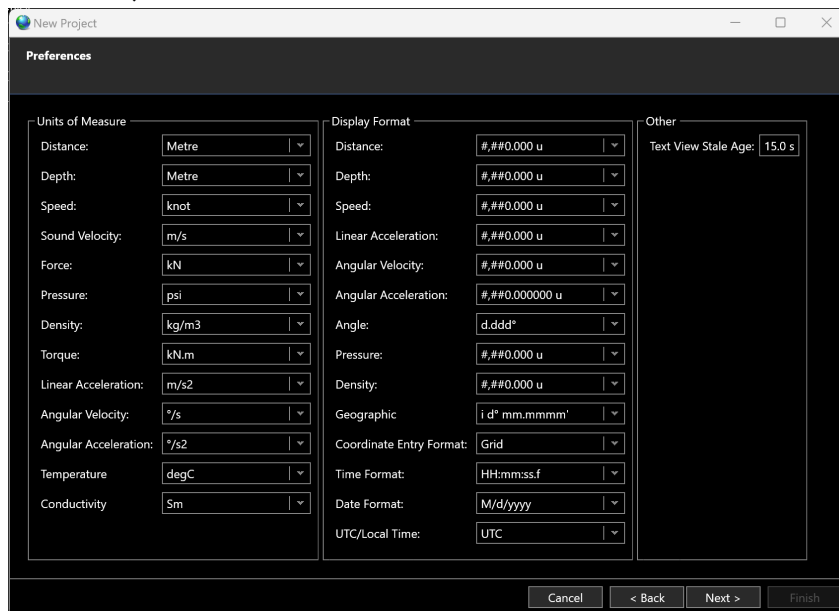 New Project
Preferences
Units of Measure
Distance: Metre
Depth: Metre
Speed: knot
Sound Velocity: m/s
Force: kN
Pressure: psi
Density: kg/m3
Torque: kN.m
Linear Acceleration: m/s2
Angular Velocity: °/s
Angular Acceleration: °/s2
Temperature degC
Conductivity Sm
Display Format
Distance: #,##0.000 u
Depth: #,##0.000 u
Speed: #,##0.000 u
Linear Acceleration: #,##0.000 u
Angular Velocity: #,##0.000 u
Angular Acceleration: #,##0.000000 u
Angle: d.ddd°
Pressure: #,##0.000 u
Density: #,##0.000 u
Geographic i d° mm.mmmm'
Coordinate Entry Format: Grid
Time Format: HH:mm:ss.f
Date Format: M/d/yyyy
UTC/Local Time: UTC
Other
Text View Stale Age: 15.0 s
Cancel < Back Next > Finish